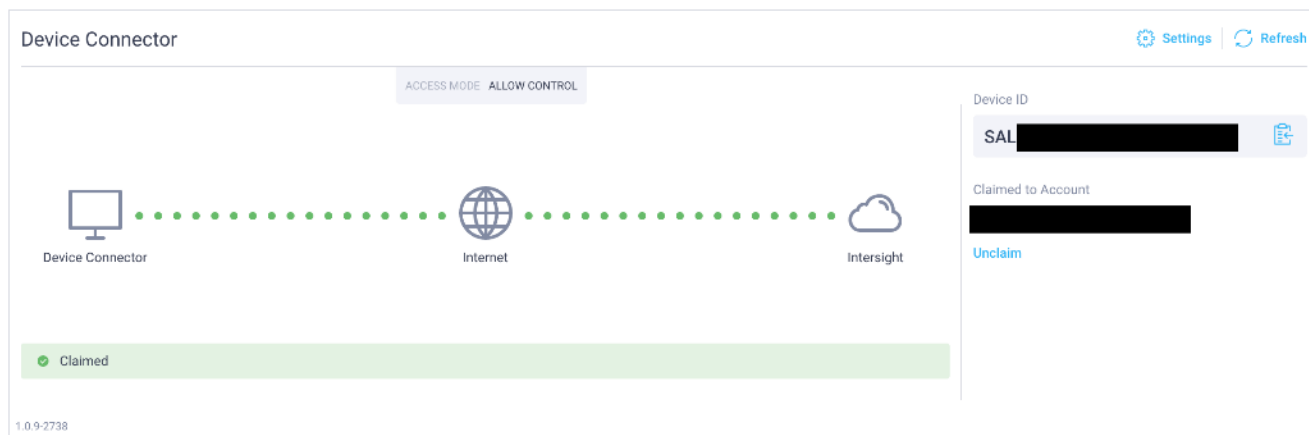 Device Connector
Settings
Refresh
ACCESS MODE ALLOW CONTROL
Device ID
SAL
Claimed to Account
Unclaim
Device Connector
Internet
Intersight
Claimed
1.0.9-2738